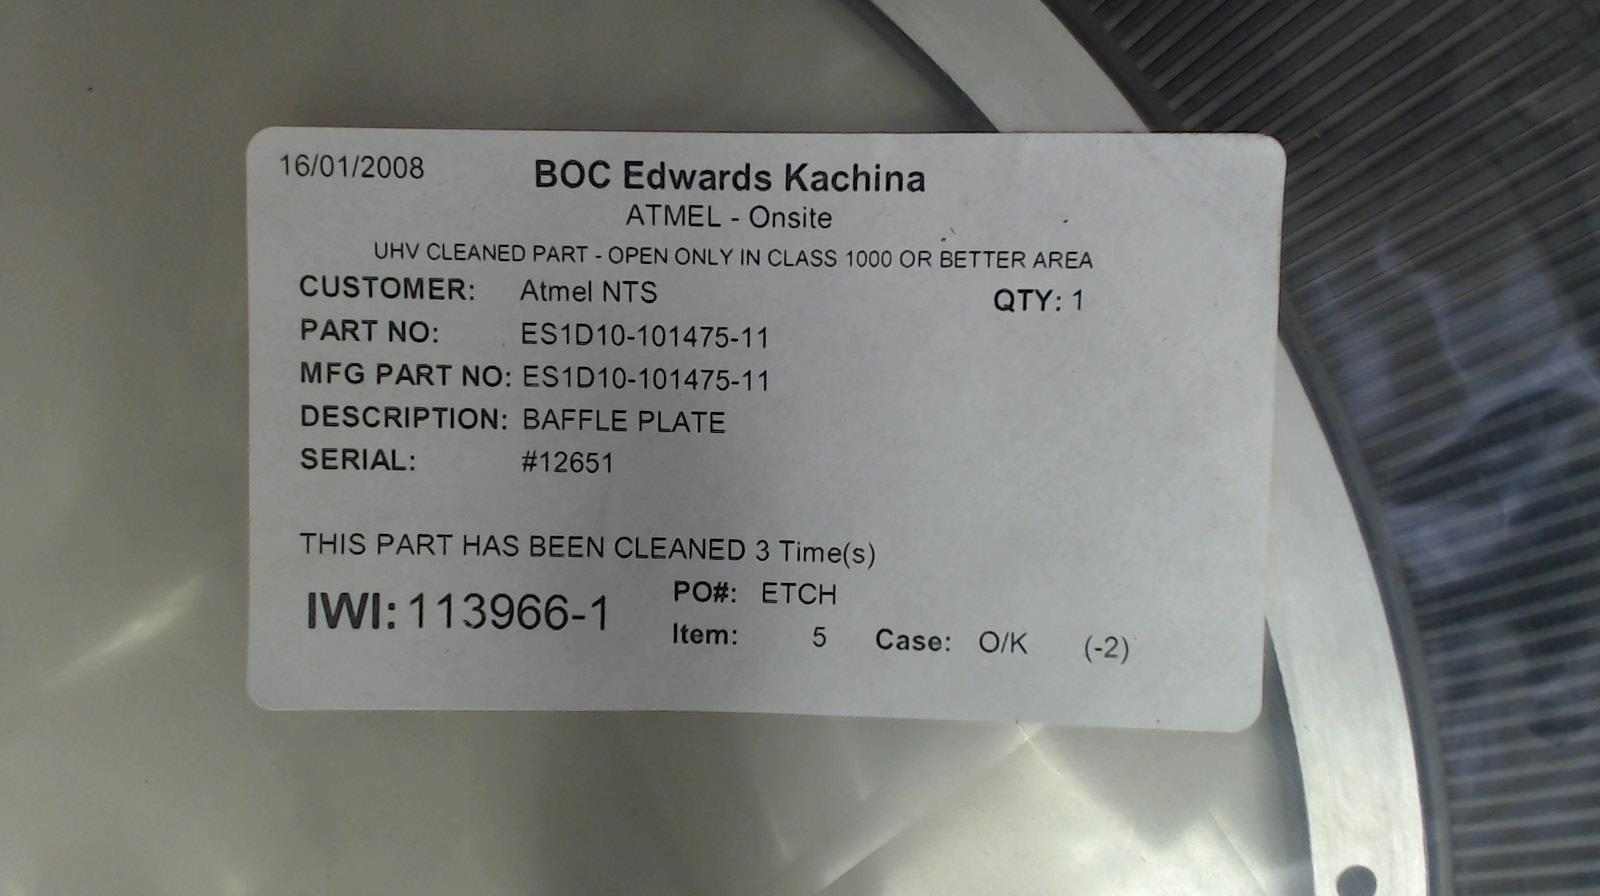 16/01/2008
BOC Edwards Kachina
ATMEL - Onsite
UHV CLEANED PART - OPEN ONLY IN CLASS 1000 OR BETTER AREA
CUSTOMER: Atmel NTS QTY: 1
PART NO: ES1D10-101475-11
MFG PART NO: ES1D10-101475-11
DESCRIPTION: BAFFLE PLATE
SERIAL: #12651
THIS PART HAS BEEN CLEANED 3 Time(s)
IWI: 113966-1
PO#: ETCH
Item: 5 Case: O/K (-2)